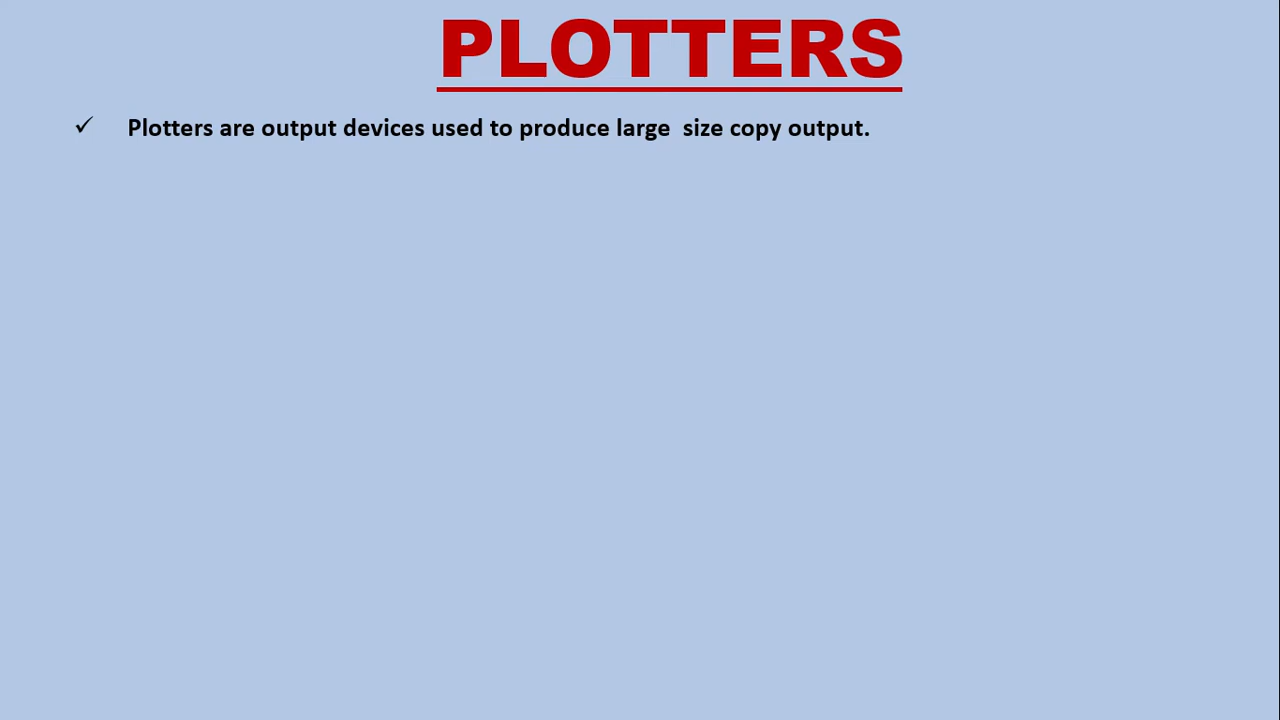 PLOTTERS
✓ Plotters are output devices used to produce large  size copy output.